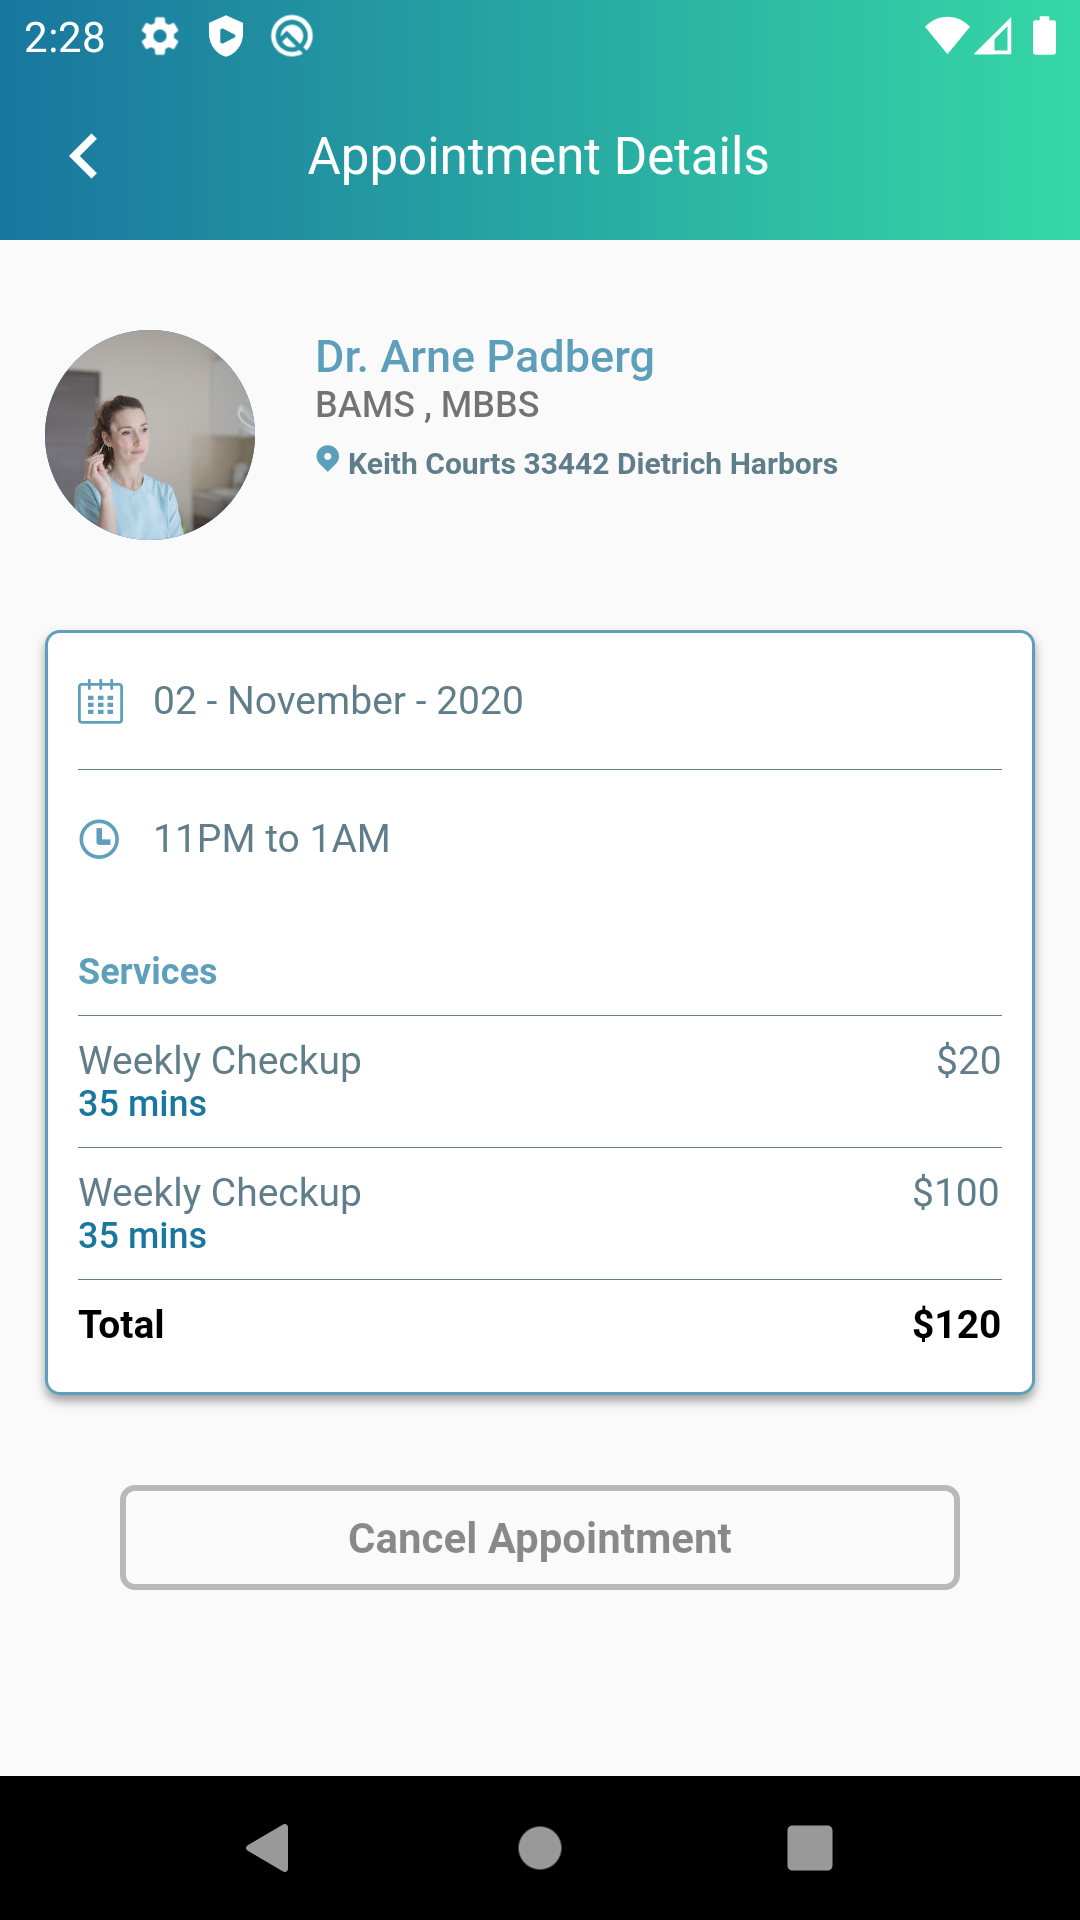 2:28
Appointment Details
Dr. Arne Padberg
BAMS , MBBS
Keith Courts 33442 Dietrich Harbors
02 - November - 2020
11PM to 1AM
Services
Weekly Checkup $20
35 mins
Weekly Checkup $100
35 mins
Total $120
Cancel Appointment